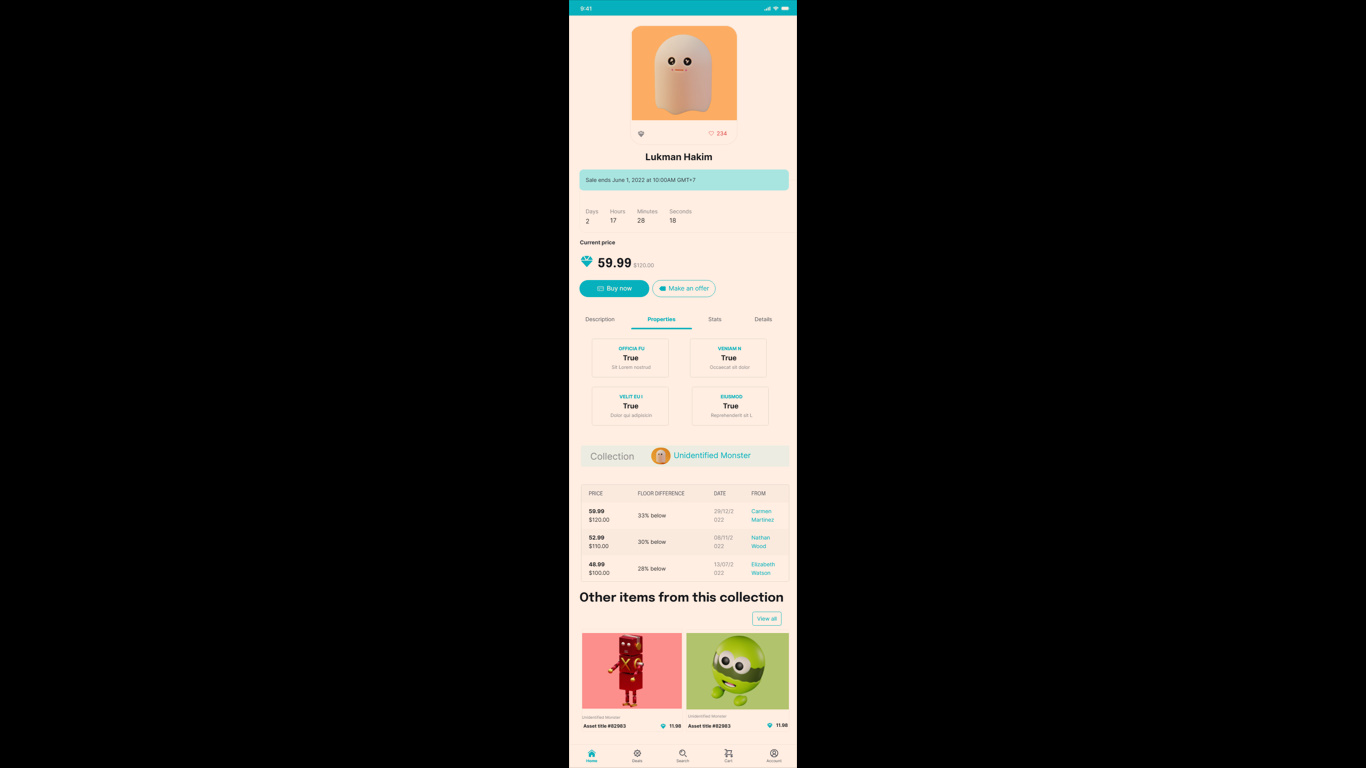 9:41
234
Lukman Hakim
Sale ends June 1, 2022 at 10:00AM GMT+7
Days Hours Minutes Seconds
2 17 28 18
Current price
59.99 $120.00
Buy now Make an offer
Description Properties Stats Details
OFFICIA FU VENIAM N
True True
Sit Lorem nostrud Occaecat sit dolor
VELIT EU I EIUSMOD
True True
Dolor qui adipisicin Reprehenderit sit l.
Collection Unidentified Monster
PRICE FLOOR DIFFERENCE DATE FROM
59.99 33% below 29/12/2 Carmen
$120.00 022 Martinez
52.99 30% below 08/11/2 Nathan
$110.00 022 Wood
48.99 28% below 13/07/2 Elizabeth
$100.00 022 Watson
Other items from this collection
View all
Unidentified Monster Unidentified Monster
Asset title #82983 11.98 Asset title #82983 11.98
Home Deals Search Cart Account